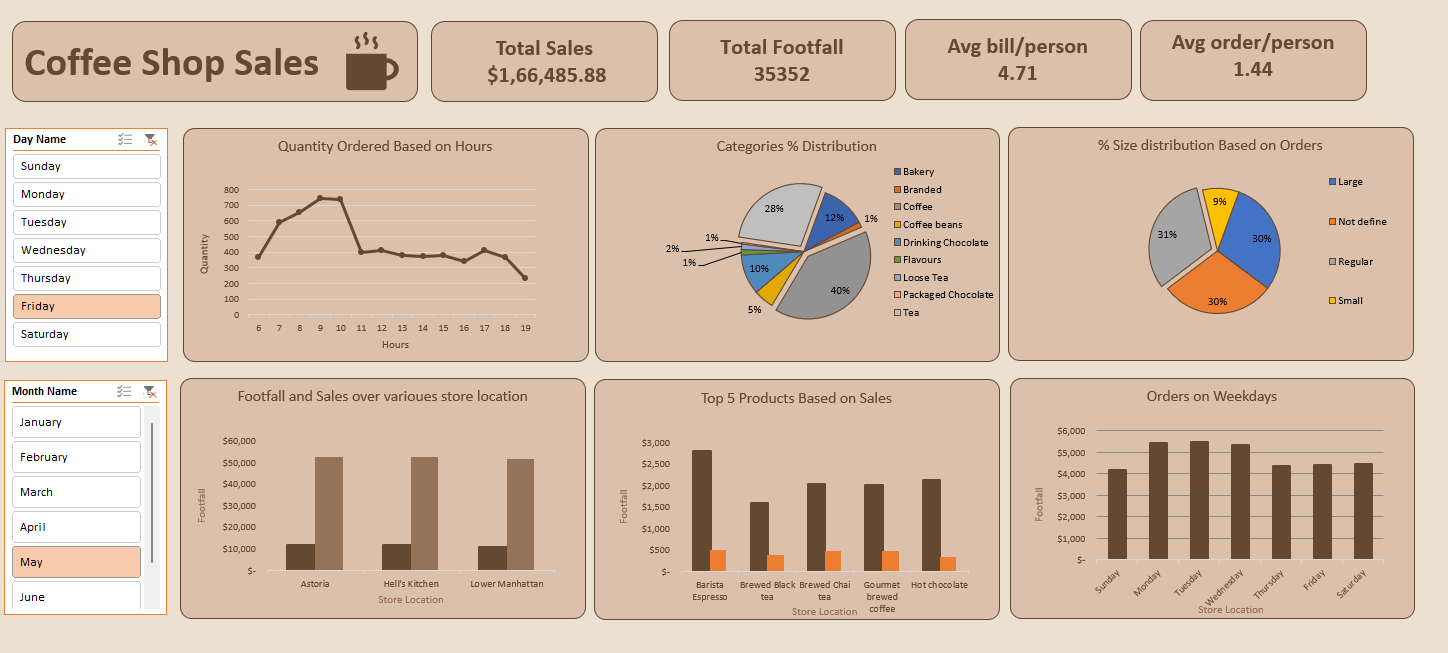 Coffee Shop Sales
Total Sales
$1,66,485.88
Total Footfall
35352
Avg bill/person
4.71
Avg order/person
1.44
Day Name
Sunday
Monday
Tuesday
Wednesday
Thursday
Friday
Saturday
Quantity Ordered Based on Hours
Quantity
800
700
600
500
400
300
200
100
0
6 7 8 9 10 11 12 13 14 15 16 17 18 19
Hours
Categories % Distribution
28%
12%
1%
1%
2%
1%
10%
5%
40%
Bakery
Branded
Coffee
Coffee beans
Drinking Chocolate
Flavours
Loose Tea
Packaged Chocolate
Tea
% Size distribution Based on Orders
9%
31%
30%
30%
Large
Not define
Regular
Small
Month Name
January
February
March
April
May
June
Footfall and Sales over varioues store location
Footfall
$60,000
$50,000
$40,000
$30,000
$20,000
$10,000
$-
Astoria Hell's Kitchen Lower Manhattan
Store Location
Top 5 Products Based on Sales
Footfall
$3,000
$2,500
$2,000
$1,500
$1,000
$500
$-
Barista Espresso
Brewed Black tea
Brewed Chai tea
Gourmet brewed coffee
Hot chocolate
Store Location
Orders on Weekdays
Footfall
$6,000
$5,000
$4,000
$3,000
$2,000
$1,000
$-
Sunday Monday Tuesday Wednesday Thursday Friday Saturday
Store Location